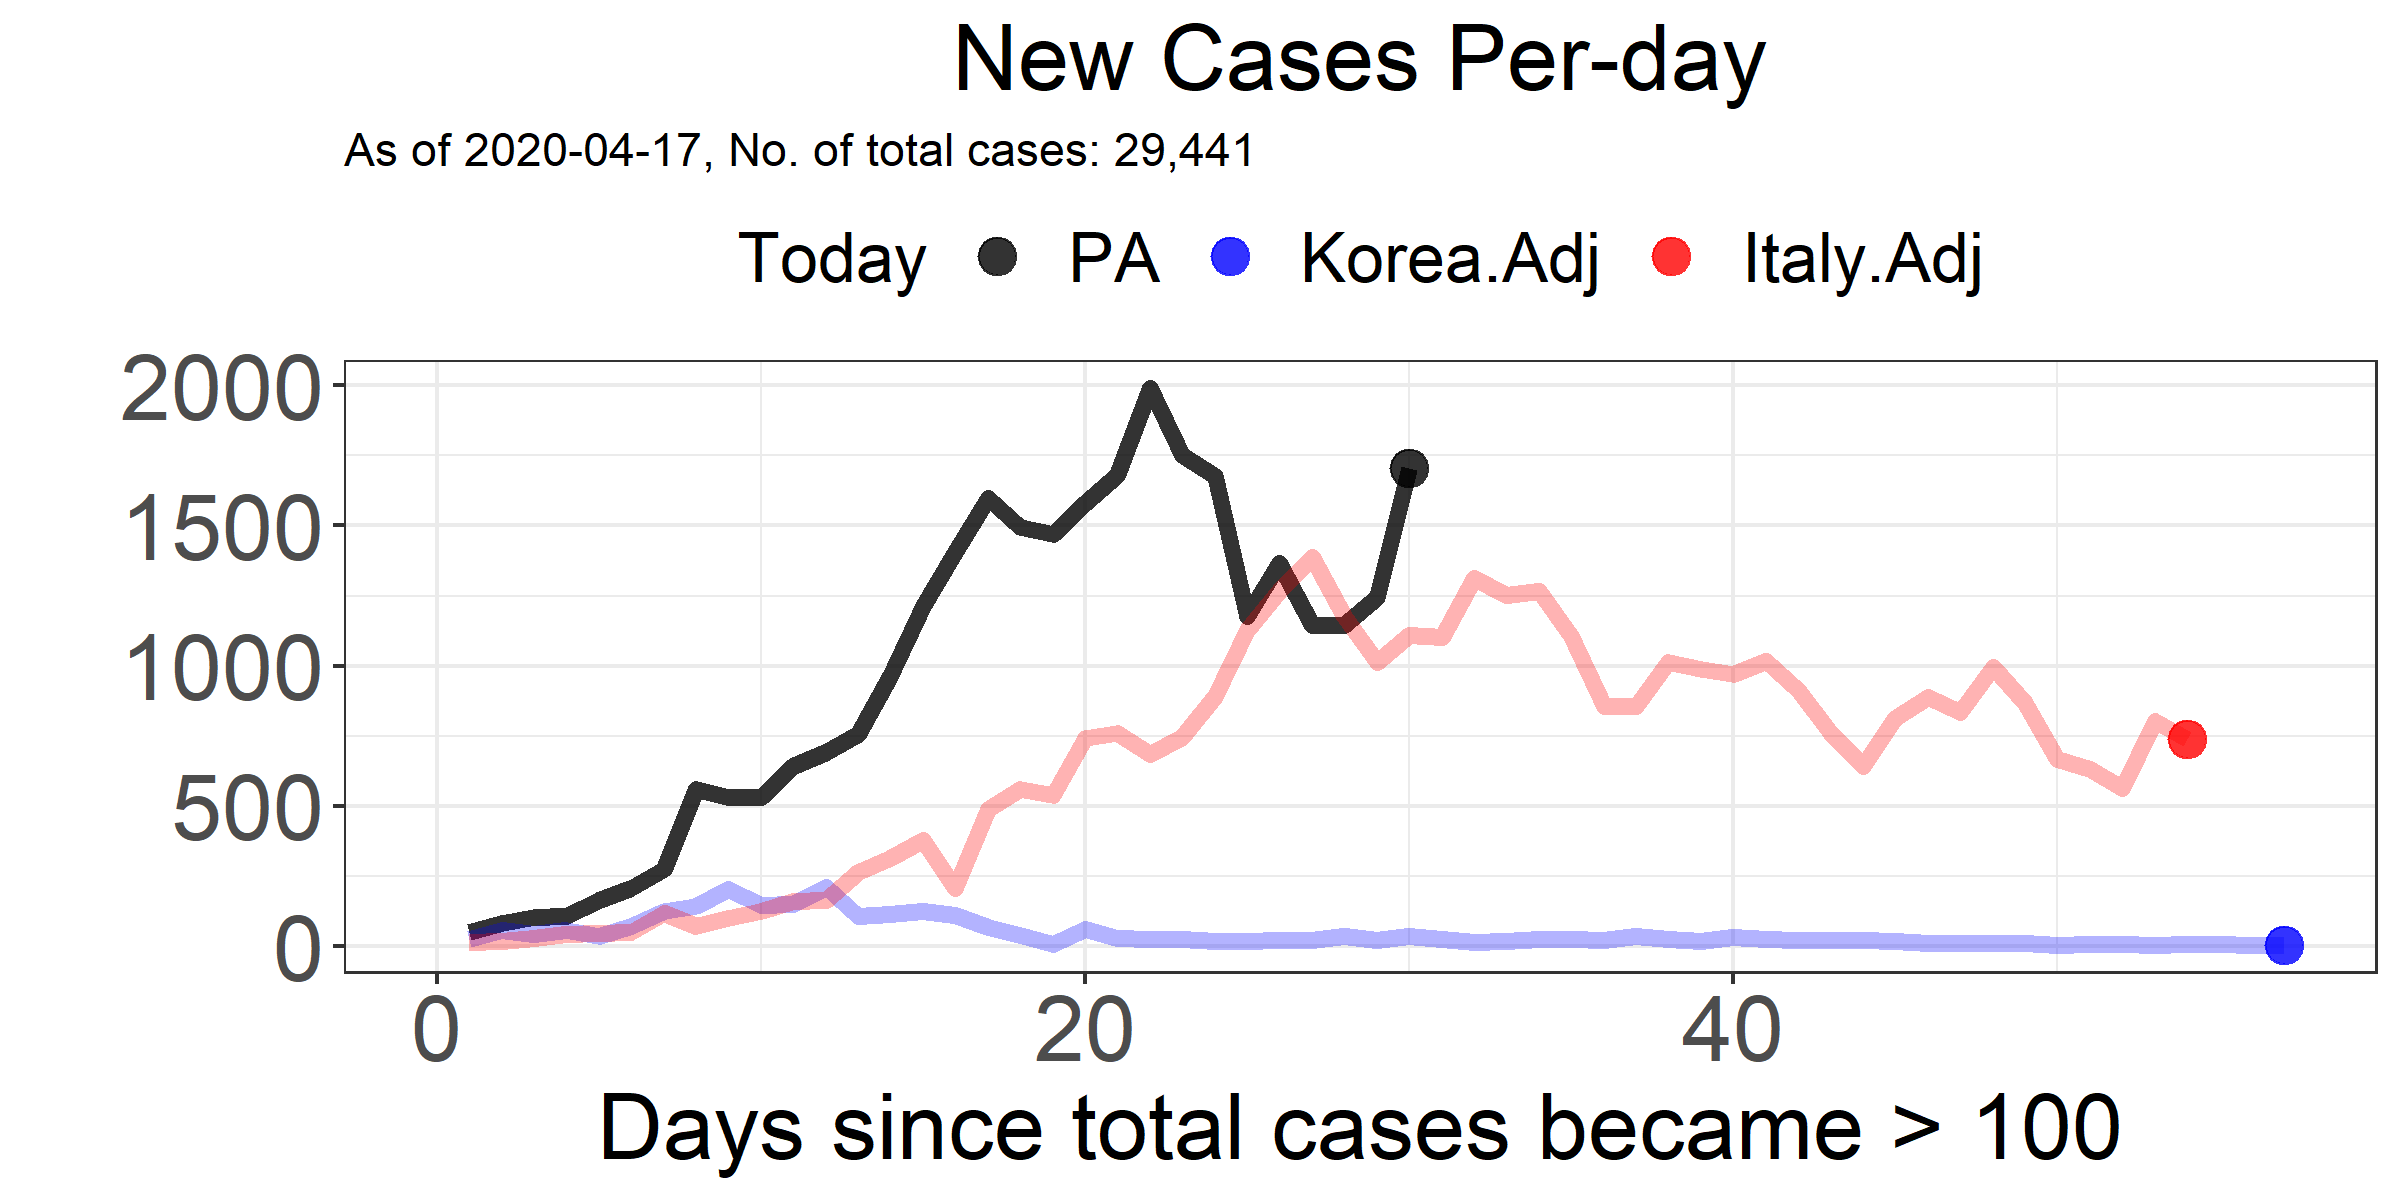 New Cases Per-day
As of 2020-04-17, No. of total cases: 29,441
Today PA Korea.Adj Italy.Adj
2000
1500
1000
500
0
0 20 40
Days since total cases became > 100